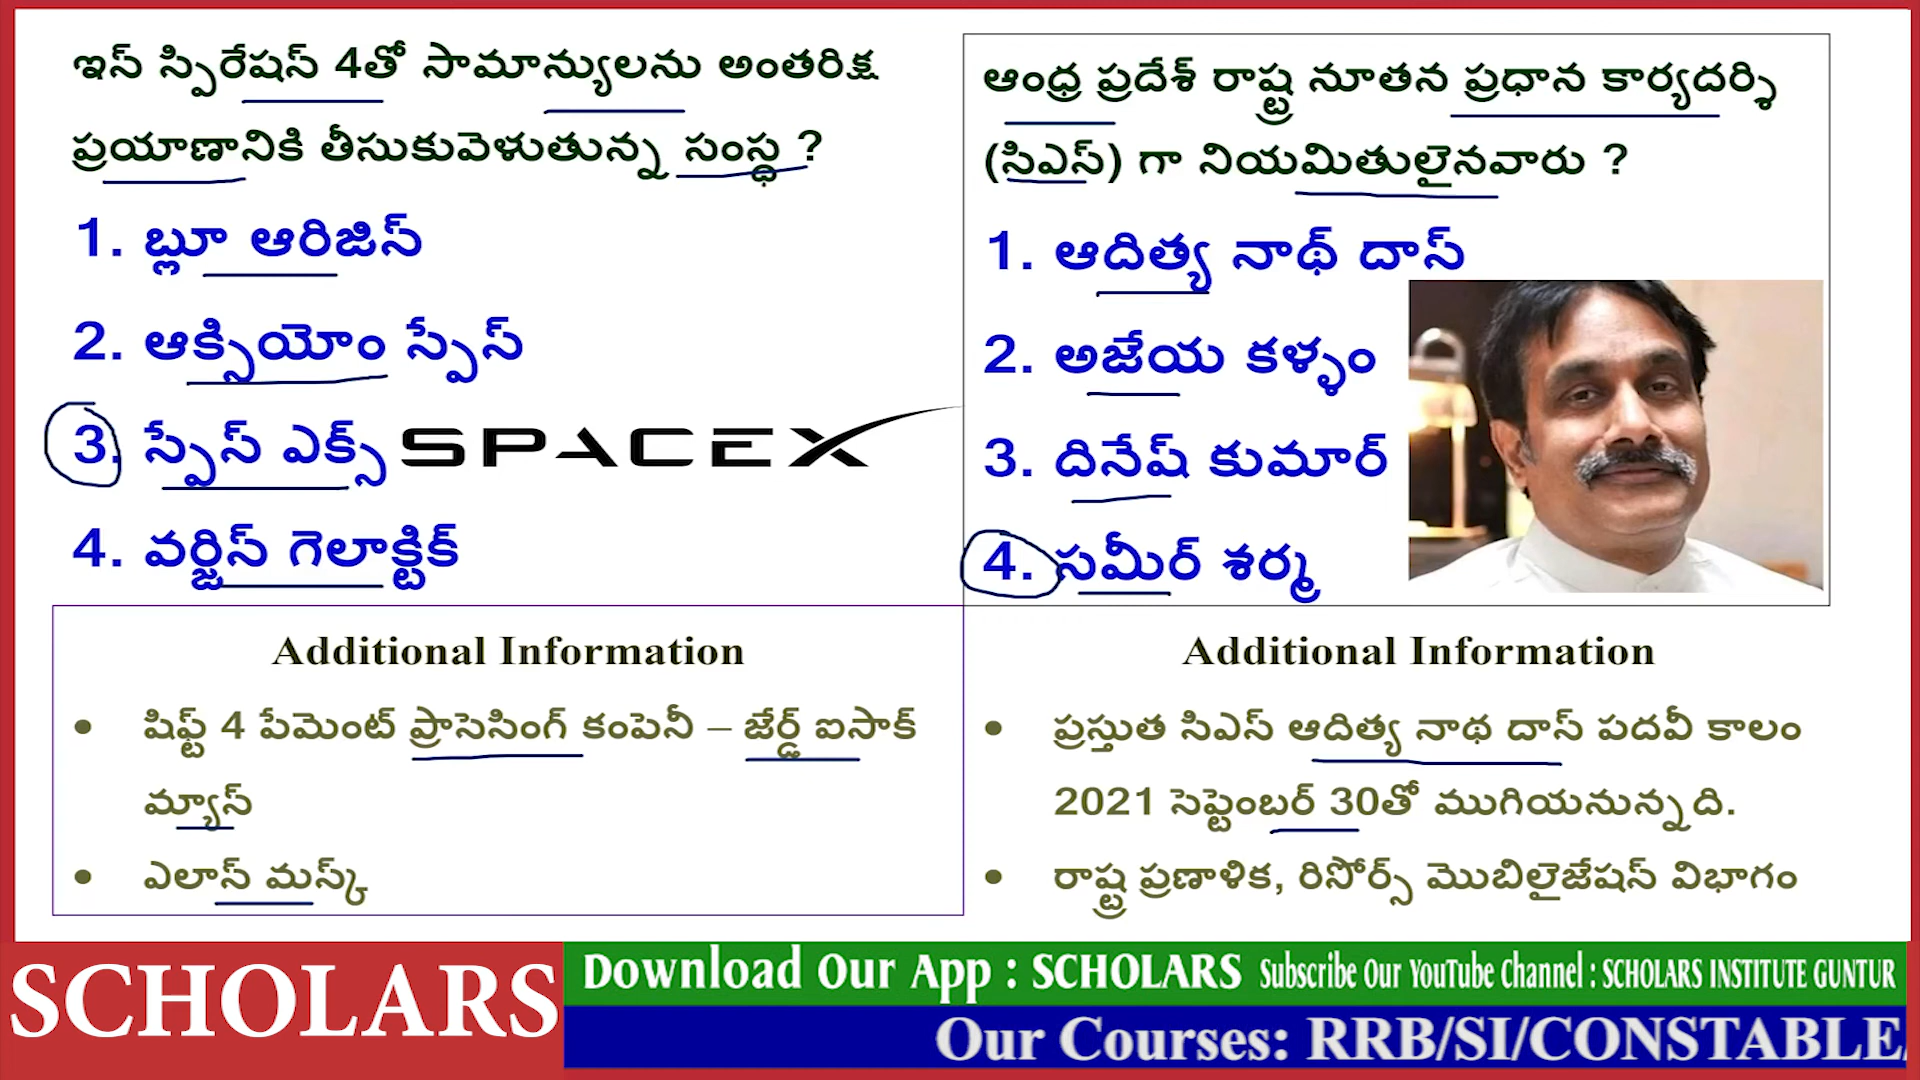 ఇన్ స్పిరేషన్ 4తో సామాన్యులను అంతరిక్ష
ప్రయాణానికి తీసుకువెళుతున్న సంస్థ ?
1. బ్లూ ఆరిజిన్
2. ఆక్సియోం స్పేస్
3. స్పేస్ ఎక్స్ SPACEX
4. వర్జిన్ గెలాక్టిక్
Additional Information
• షిఫ్ట్ 4 పేమెంట్ ప్రాసెసింగ్ కంపెనీ – జేర్డ్ ఐసాక్
మ్యాన్
• ఎలాన్ మస్క్
ఆంధ్ర ప్రదేశ్ రాష్ట్ర నూతన ప్రధాన కార్యదర్శి
(సిఎస్) గా నియమితులైనవారు ?
1. ఆదిత్య నాథ్ దాస్
2. అజేయ కళ్ళం
3. దినేష్ కుమార్
4. సమీర్ శర్మ
Additional Information
• ప్రస్తుత సిఎస్ ఆదిత్య నాథ దాస్ పదవీ కాలం
2021 సెప్టెంబర్ 30తో ముగియనున్నది.
• రాష్ట్ర ప్రణాళిక, రిసోర్స్ మొబిలైజేషన్ విభాగం
SCHOLARS
Download Our App : SCHOLARS Subscribe Our YouTube Channel : SCHOLARS INSTITUTE GUNTUR
Our Courses: RRB/SI/CONSTABLE